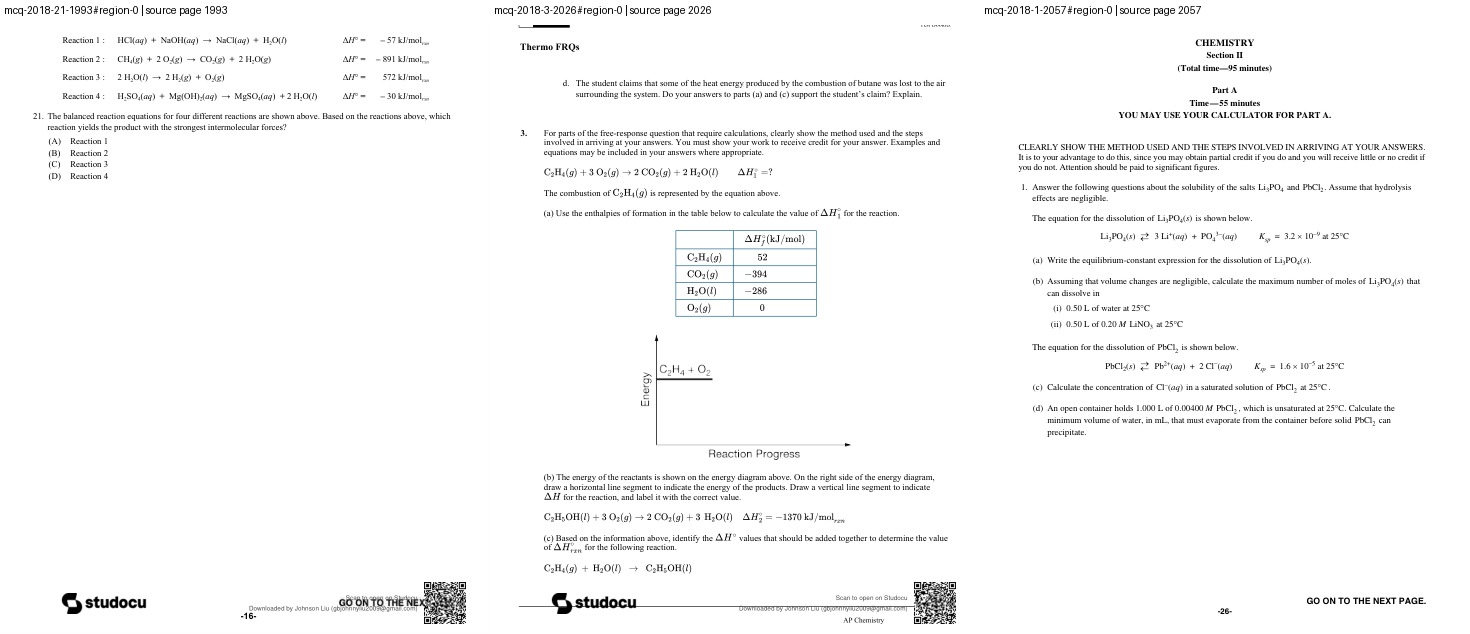 mcq-2018-21-1993#region-0 | source page 1993
Reaction 1 : HCl(aq) + NaOH(aq) → NaCl(aq) + H₂O(l) ΔH° = −57 kJ/molᵣₓₙ
Reaction 2 : CH₄(g) + 2 O₂(g) → CO₂(g) + 2 H₂O(g) ΔH° = −891 kJ/molᵣₓₙ
Reaction 3 : 2 H₂O(l) → 2 H₂(g) + O₂(g) ΔH° = 572 kJ/molᵣₓₙ
Reaction 4 : H₂SO₄(aq) + Mg(OH)₂(aq) → MgSO₄(aq) + 2 H₂O(l) ΔH° = −30 kJ/molᵣₓₙ
21. The balanced reaction equations for four different reactions are shown above. Based on the reactions above, which
reaction yields the product with the strongest intermolecular forces?
(A) Reaction 1
(B) Reaction 2
(C) Reaction 3
(D) Reaction 4
studocu
Scan to open on Studocu
GO ON TO THE NEX
Downloaded by Johnson Liu (gbjohnnyliu2009@gmail.com)
-16-
mcq-2018-3-2026#region-0 | source page 2026
Thermo FRQs
d. The student claims that some of the heat energy produced by the combustion of butane was lost to the air
surrounding the system. Do your answers to parts (a) and (c) support the student's claim? Explain.
3. For parts of the free-response question that require calculations, clearly show the method used and the steps
involved in arriving at your answers. You must show your work to receive credit for your answer. Examples and
equations may be included in your answers where appropriate.
C₂H₄(g) + 3 O₂(g) → 2 CO₂(g) + 2 H₂O(l) ΔH₁° =?
The combustion of C₂H₄(g) is represented by the equation above.
(a) Use the enthalpies of formation in the table below to calculate the value of ΔH₁° for the reaction.
ΔH°f (kJ/mol)
C₂H₄(g) 52
CO₂(g) −394
H₂O(l) −286
O₂(g) 0
C₂H₄ + O₂
Energy
Reaction Progress
(b) The energy of the reactants is shown on the energy diagram above. On the right side of the energy diagram,
draw a horizontal line segment to indicate the energy of the products. Draw a vertical line segment to indicate
ΔH for the reaction, and label it with the correct value.
C₂H₅OH(l) + 3 O₂(g) → 2 CO₂(g) + 3 H₂O(l) ΔH₂° = −1370 kJ/molᵣₓₙ
(c) Based on the information above, identify the ΔH° values that should be added together to determine the value
of ΔH°ᵣₓₙ for the following reaction.
C₂H₄(g) + H₂O(l) → C₂H₅OH(l)
studocu
Scan to open on Studocu
Downloaded by Johnson Liu (gbjohnnyliu2009@gmail.com)
AP Chemistry
mcq-2018-1-2057#region-0 | source page 2057
CHEMISTRY
Section II
(Total time—95 minutes)
Part A
Time—55 minutes
YOU MAY USE YOUR CALCULATOR FOR PART A.
CLEARLY SHOW THE METHOD USED AND THE STEPS INVOLVED IN ARRIVING AT YOUR ANSWERS.
It is to your advantage to do this, since you may obtain partial credit if you do and you will receive little or no credit if
you do not. Attention should be paid to significant figures.
1. Answer the following questions about the solubility of the salts Li₃PO₄ and PbCl₂. Assume that hydrolysis
effects are negligible.
The equation for the dissolution of Li₃PO₄(s) is shown below.
Li₃PO₄(s) ⇄ 3 Li⁺(aq) + PO₄³⁻(aq) Kₛₚ = 3.2 × 10⁻⁹ at 25°C
(a) Write the equilibrium-constant expression for the dissolution of Li₃PO₄(s).
(b) Assuming that volume changes are negligible, calculate the maximum number of moles of Li₃PO₄(s) that
can dissolve in
(i) 0.50 L of water at 25°C
(ii) 0.50 L of 0.20 M LiNO₃ at 25°C
The equation for the dissolution of PbCl₂ is shown below.
PbCl₂(s) ⇄ Pb²⁺(aq) + 2 Cl⁻(aq) Kₛₚ = 1.6 × 10⁻⁵ at 25°C
(c) Calculate the concentration of Cl⁻(aq) in a saturated solution of PbCl₂ at 25°C.
(d) An open container holds 1.000 L of 0.00400 M PbCl₂, which is unsaturated at 25°C. Calculate the
minimum volume of water, in mL, that must evaporate from the container before solid PbCl₂ can
precipitate.
GO ON TO THE NEXT PAGE.
-26-